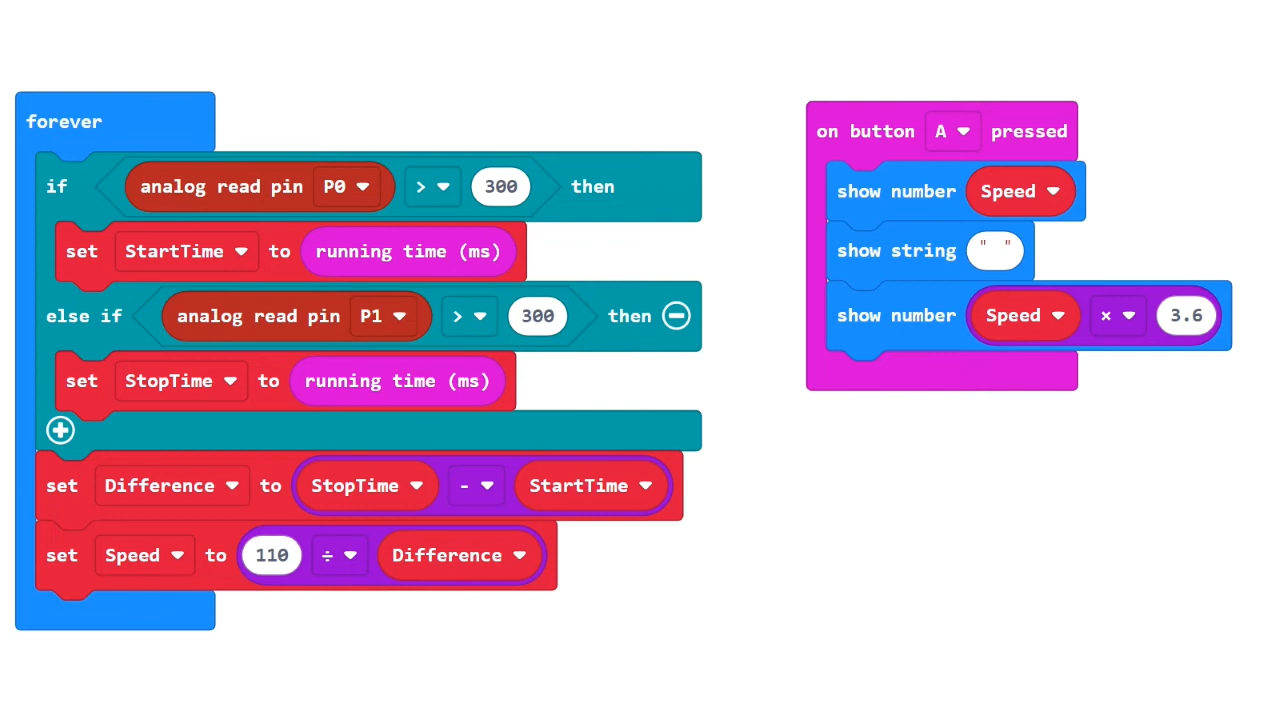 forever
if analog read pin P0 > 300 then
set StartTime to running time (ms)
else if analog read pin P1 > 300 then
set StopTime to running time (ms)
set Difference to StopTime - StartTime
set Speed to 110 ÷ Difference
on button A pressed
show number Speed
show string " "
show number Speed × 3.6